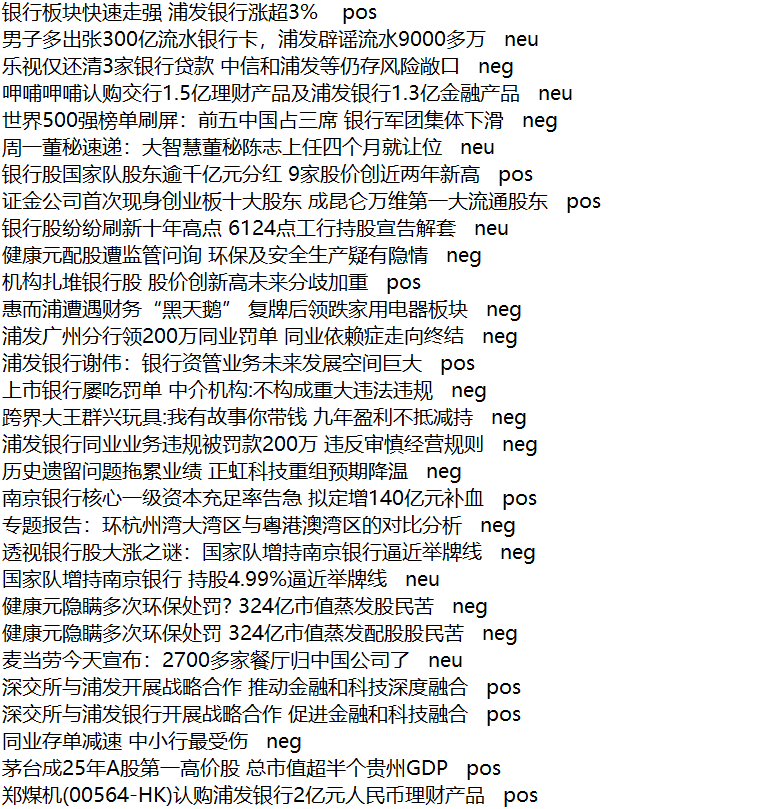 银行板块快速走强 浦发银行涨超3% pos
男子多出张300亿流水银行卡，浦发辟谣流水9000多万 neu
乐视仅还清3家银行贷款 中信和浦发等仍存风险敞口 neg
呷哺呷哺认购交行1.5亿理财产品及浦发银行1.3亿金融产品 neu
世界500强榜单刷屏：前五中国占三席 银行军团集体下滑 neg
周一董秘速递：大智慧董秘陈志上任四个月就让位 neu
银行股国家队股东逾千亿元分红 9家股价创近两年新高 pos
证金公司首次现身创业板十大股东 成昆仑万维第一大流通股东 pos
银行股纷纷刷新十年高点 6124点工行持股宣告解套 neu
健康元配股遭监管问询 环保及安全生产疑有隐情 neg
机构扎堆银行股 股价创新高未来分歧加重 pos
惠而浦遭遇财务“黑天鹅” 复牌后领跌家用电器板块 neg
浦发广州分行领200万同业罚单 同业依赖症走向终结 neg
浦发银行谢伟：银行资管业务未来发展空间巨大 pos
上市银行屡吃罚单 中介机构:不构成重大违法违规 neg
跨界大王群兴玩具:我有故事你带钱 九年盈利不抵减持 neg
浦发银行同业业务违规被罚款200万 违反审慎经营规则 neg
历史遗留问题拖累业绩 正虹科技重组预期降温 neg
南京银行核心一级资本充足率告急 拟定增140亿元补血 pos
专题报告：环杭州湾大湾区与粤港澳湾区的对比分析 neg
透视银行股大涨之谜：国家队增持南京银行逼近举牌线 neg
国家队增持南京银行 持股4.99%逼近举牌线 neu
健康元隐瞒多次环保处罚? 324亿市值蒸发股民苦 neg
健康元隐瞒多次环保处罚 324亿市值蒸发配股股民苦 neg
麦当劳今天宣布：2700多家餐厅归中国公司了 neu
深交所与浦发开展战略合作 推动金融和科技深度融合 pos
深交所与浦发银行开展战略合作 促进金融和科技融合 pos
同业存单减速 中小行最受伤 neg
茅台成25年A股第一高价股 总市值超半个贵州GDP pos
郑煤机(00564-HK)认购浦发银行2亿元人民币理财产品 pos